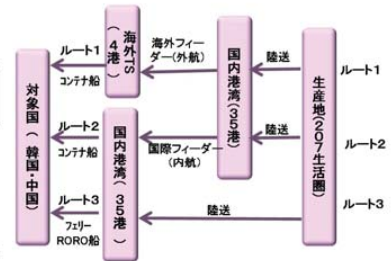 ルート1
コンテナ船
海外TS
(4港)
海外フィー
ダー(外航)
陸送
ルート1
国内港湾(35港)
対象国(韓国・中国)
ルート2
コンテナ船
国内港湾(35港)
国際フィーダー
(内航)
陸送
生産地(207生活圏)
ルート2
ルート3
フェリー
RORO船
陸送
ルート3